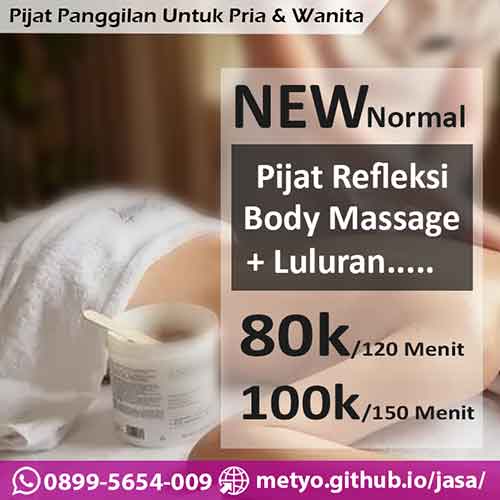 Pijat Panggilan Untuk Pria & Wanita
NEW Normal
Pijat Refleksi
Body Massage
+ Luluran.....
80k/120 Menit
100k/150 Menit
0899-5654-009 metyo.github.io/jasa/